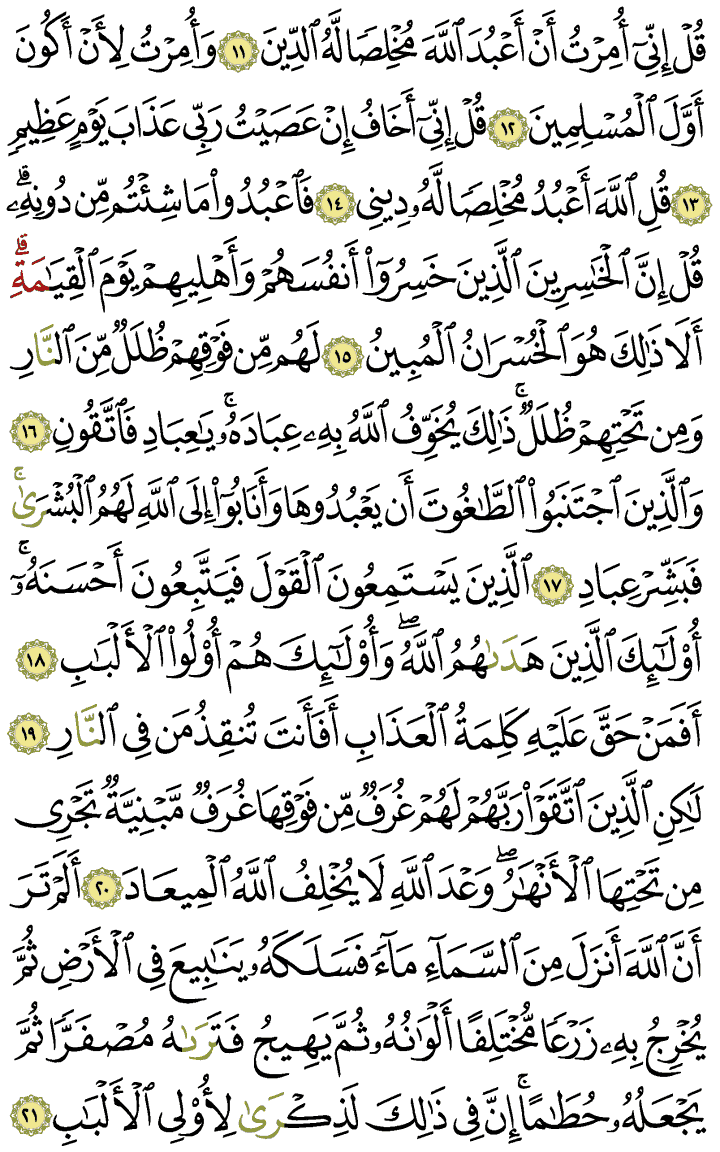 قُلۡ إِنِّيٓ أُمِرۡتُ أَنۡ أَعۡبُدَ ٱللَّهَ مُخۡلِصٗا لَّهُ ٱلدِّينَ ١١ وَأُمِرۡتُ لِأَنۡ أَكُونَ
أَوَّلَ ٱلۡمُسۡلِمِينَ ١٢ قُلۡ إِنِّيٓ أَخَافُ إِنۡ عَصَيۡتُ رَبِّي عَذَابَ يَوۡمٍ عَظِيمٖ
١٣ قُلِ ٱللَّهَ أَعۡبُدُ مُخۡلِصٗا لَّهُۥ دِينِي ١٤ فَٱعۡبُدُواْ مَا شِئۡتُم مِّن دُونِهِۦۗ
قُلۡ إِنَّ ٱلۡخَٰسِرِينَ ٱلَّذِينَ خَسِرُوٓاْ أَنفُسَهُمۡ وَأَهۡلِيهِمۡ يَوۡمَ ٱلۡقِيَٰمَةِۗ
أَلَا ذَٰلِكَ هُوَ ٱلۡخُسۡرَانُ ٱلۡمُبِينُ ١٥ لَهُم مِّن فَوۡقِهِمۡ ظُلَلٞ مِّنَ ٱلنَّارِ
وَمِن تَحۡتِهِمۡ ظُلَلٞۚ ذَٰلِكَ يُخَوِّفُ ٱللَّهُ بِهِۦ عِبَادَهُۥۚ يَٰعِبَادِ فَٱتَّقُونِ ١٦
وَٱلَّذِينَ ٱجۡتَنَبُواْ ٱلطَّٰغُوتَ أَن يَعۡبُدُوهَا وَأَنَابُوٓاْ إِلَى ٱللَّهِ لَهُمُ ٱلۡبُشۡرَىٰۚ
فَبَشِّرۡ عِبَادِ ١٧ ٱلَّذِينَ يَسۡتَمِعُونَ ٱلۡقَوۡلَ فَيَتَّبِعُونَ أَحۡسَنَهُۥٓۚ
أُوْلَٰٓئِكَ ٱلَّذِينَ هَدَىٰهُمُ ٱللَّهُۖ وَأُوْلَٰٓئِكَ هُمۡ أُوْلُواْ ٱلۡأَلۡبَٰبِ ١٨
أَفَمَنۡ حَقَّ عَلَيۡهِ كَلِمَةُ ٱلۡعَذَابِ أَفَأَنتَ تُنقِذُ مَن فِي ٱلنَّارِ ١٩
لَٰكِنِ ٱلَّذِينَ ٱتَّقَوۡاْ رَبَّهُمۡ لَهُمۡ غُرَفٞ مِّن فَوۡقِهَا غُرَفٞ مَّبۡنِيَّةٞ تَجۡرِي
مِن تَحۡتِهَا ٱلۡأَنۡهَٰرُۖ وَعۡدَ ٱللَّهِ لَا يُخۡلِفُ ٱللَّهُ ٱلۡمِيعَادَ ٢٠ أَلَمۡ تَرَ
أَنَّ ٱللَّهَ أَنزَلَ مِنَ ٱلسَّمَآءِ مَآءٗ فَسَلَكَهُۥ يَنَٰبِيعَ فِي ٱلۡأَرۡضِ ثُمَّ
يُخۡرِجُ بِهِۦ زَرۡعٗا مُّخۡتَلِفًا أَلۡوَٰنُهُۥ ثُمَّ يَهِيجُ فَتَرَىٰهُ مُصۡفَرّٗا ثُمَّ
يَجۡعَلُهُۥ حُطَٰمًاۚ إِنَّ فِي ذَٰلِكَ لَذِكۡرَىٰ لِأُوْلِي ٱلۡأَلۡبَٰبِ ٢١